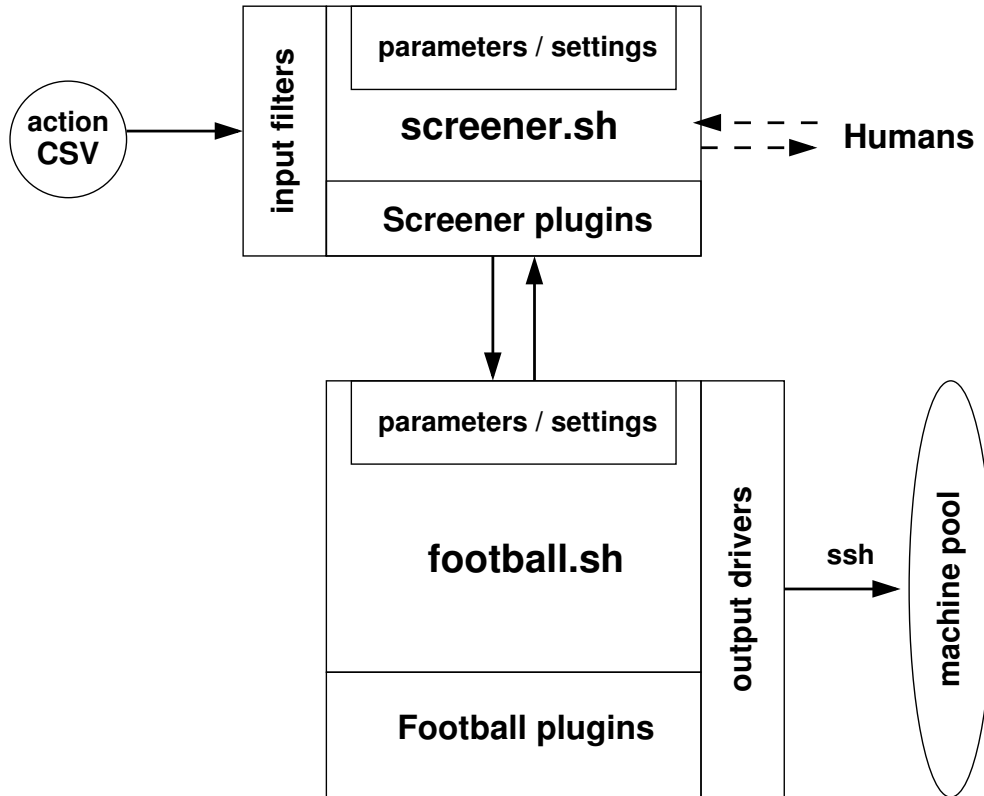 parameters / settings
action
CSV
input filters
screener.sh
Humans
Screener plugins
parameters / settings
football.sh
output drivers
ssh
machine pool
Football plugins